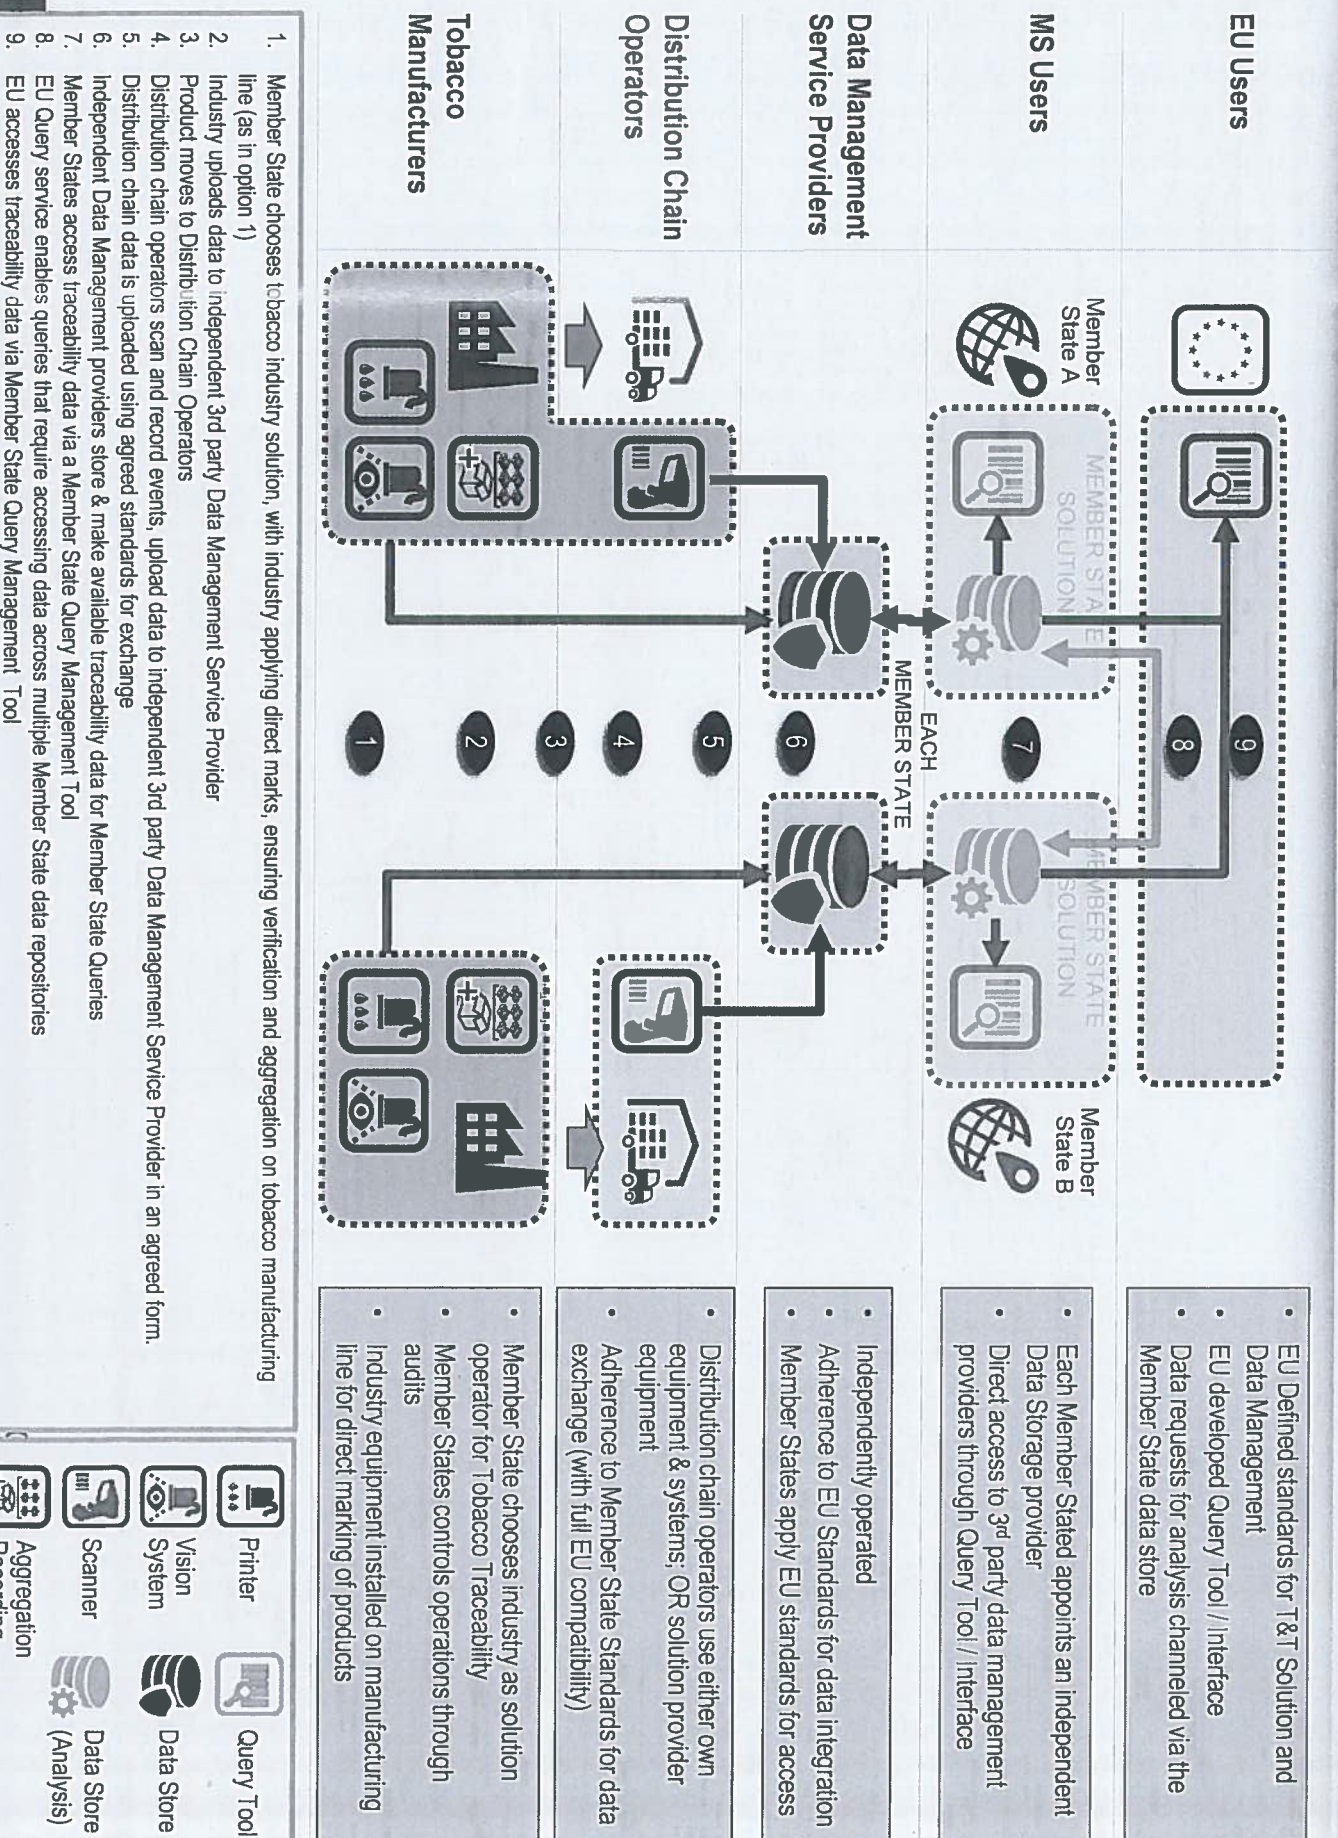 EU Users
MS Users
Data Management
Service Providers
Distribution Chain
Operators
Tobacco
Manufacturers
Member
State A
MEMBER STATE
SOLUTION
EACH
MEMBER STATE
MEMBER STATE
SOLUTION
Member
State B
9
8
7
6
5
4
3
2
1
• EU Defined standards for T&T Solution and
Data Management
• EU developed Query Tool / Interface
• Data requests for analysis channeled via the
Member State data store
• Each Member Stated appoints an independent
Data Storage provider
• Direct access to 3rd party data management
providers through Query Tool / Interface
• Independently operated
• Adherence to EU Standards for data integration
• Member States apply EU standards for access
• Distribution chain operators use either own
equipment & systems; OR solution provider
equipment
• Adherence to Member State Standards for data
exchange (with full EU compatibility)
• Member State chooses industry as solution
operator for Tobacco Traceability
• Member States controls operations through
audits
• Industry equipment installed on manufacturing
line for direct marking of products
1. Member State chooses tobacco industry solution, with industry applying direct marks, ensuring verification and aggregation on tobacco manufacturing
line (as in option 1)
2. Industry uploads data to independent 3rd party Data Management Service Provider
3. Product moves to Distribution Chain Operators
4. Distribution chain operators scan and record events, upload data to independent 3rd party Data Management Service Provider in an agreed form.
5. Distribution chain data is uploaded using agreed standards for exchange
6. Independent Data Management providers store & make available traceability data for Member State Queries
7. Member States access traceability data via a Member State Query Management Tool
8. EU Query service enables queries that require accessing data across multiple Member State data repositories
9. EU accesses traceability data via Member State Query Management Tool
Printer
Query Tool
Vision
System
Data Store
Scanner
Data Store
(Analysis)
Aggregation